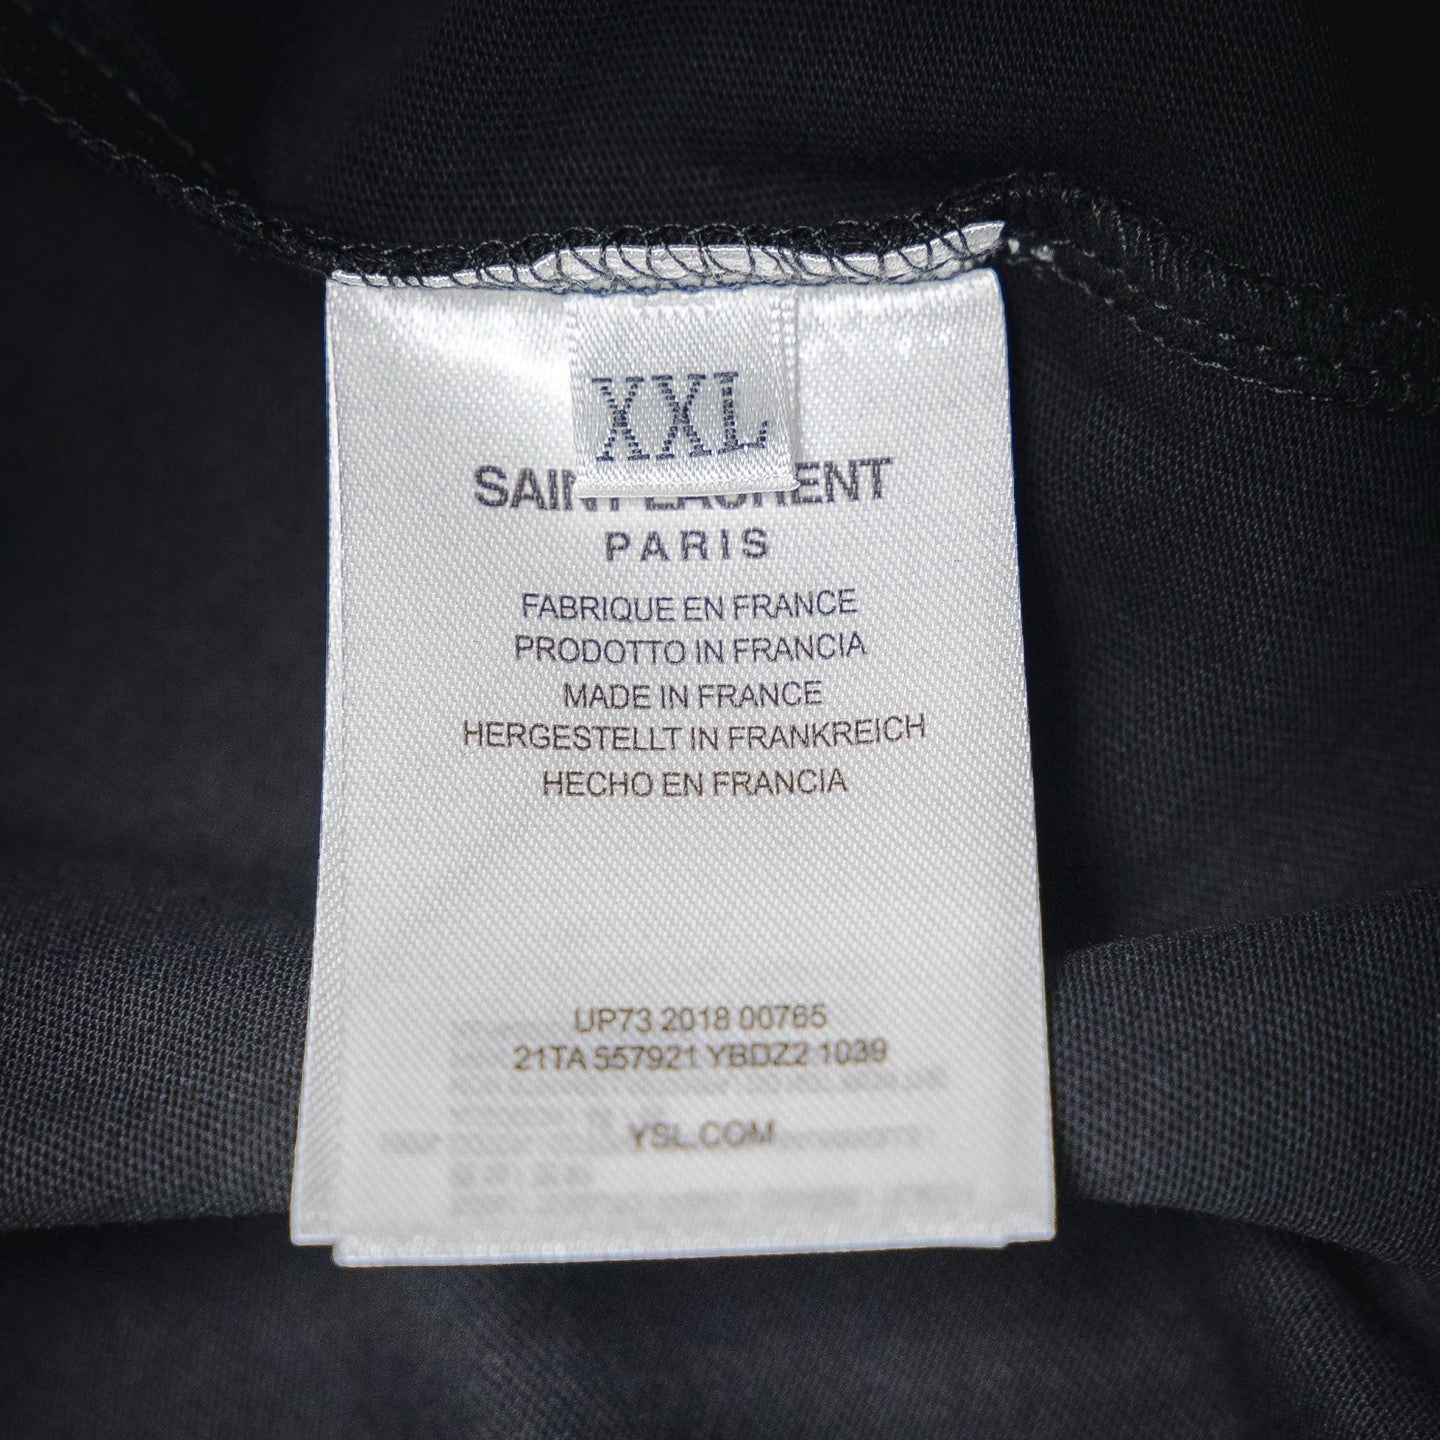 XXL
SAINT LAURENT
PARIS
FABRIQUE EN FRANCE
PRODOTTO IN FRANCIA
MADE IN FRANCE
HERGESTELLT IN FRANKREICH
HECHO EN FRANCIA
UP73 2018 00765
21TA 557921 YBDZ2 1039
YSL.COM